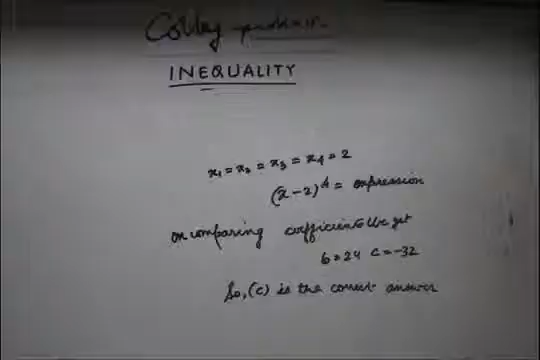 INEQUALITY
x₁ = x₂ = x₃ = x₄ = 2
(x-2)⁴ = expression
on comparing coefficients we get
b = 24 c = -32
So, (c) is the correct answer